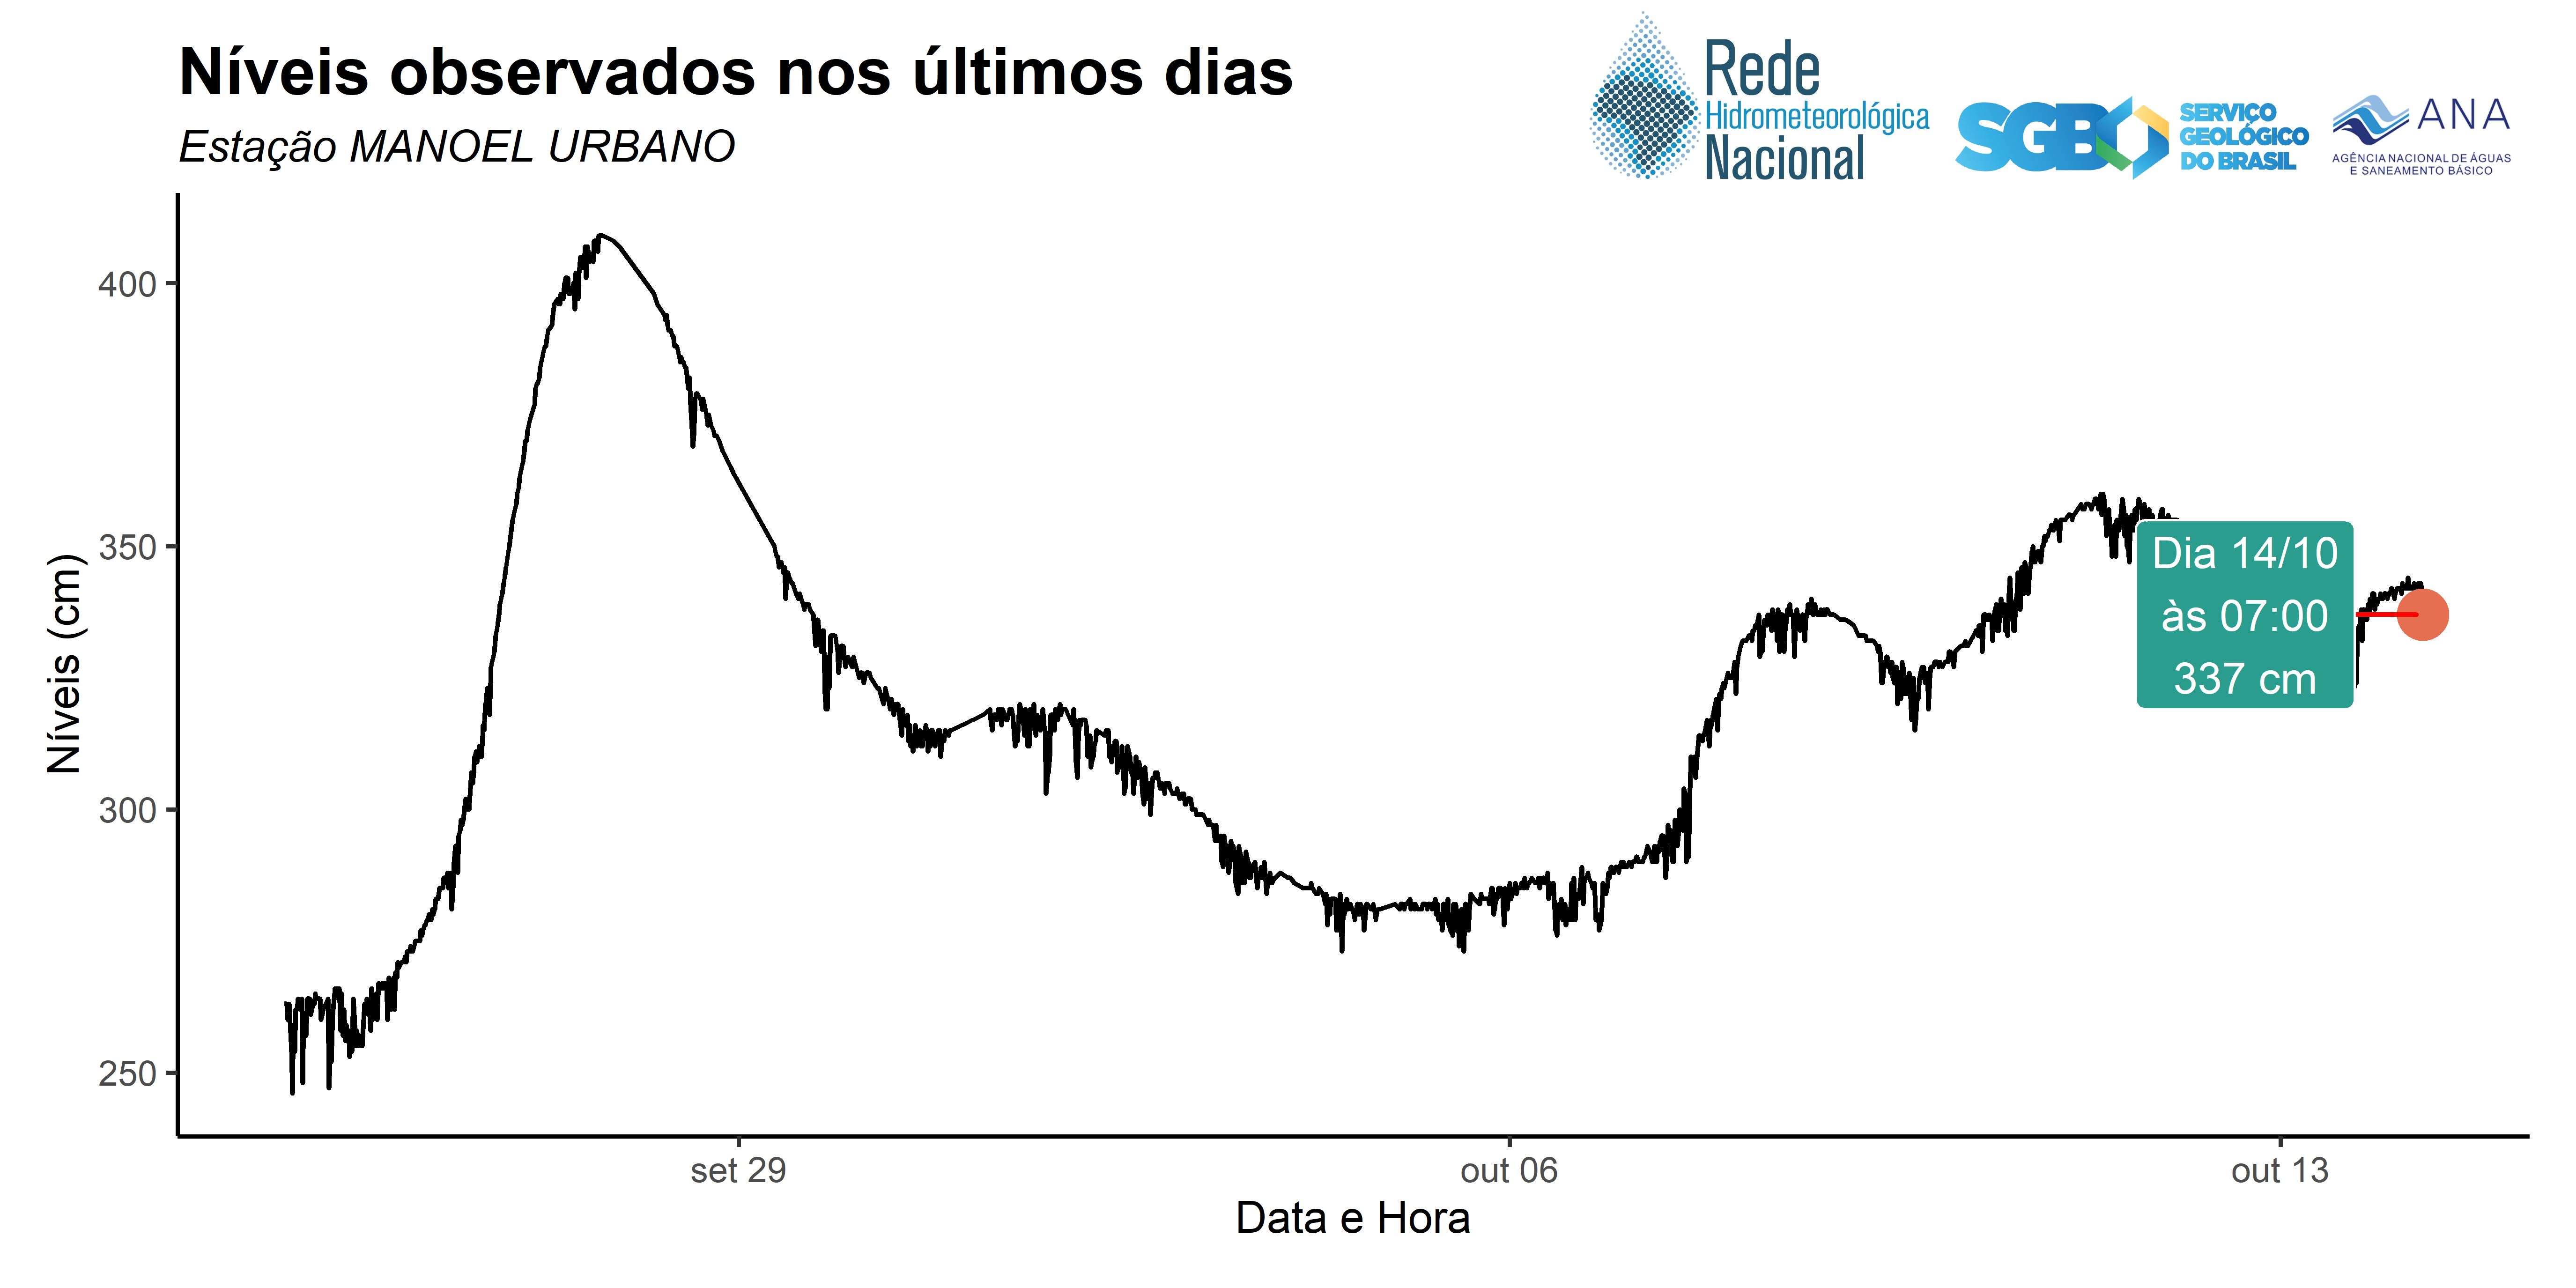 Níveis observados nos últimos dias
Estação MANOEL URBANO
Rede
Hidrometeorológica
Nacional
SGB
SERVIÇO
GEOLÓGICO
DO BRASIL
ANA
AGÊNCIA NACIONAL DE ÁGUAS
E SANEAMENTO BÁSICO
Níveis (cm)
400
350
300
250
Dia 14/10
às 07:00
337 cm
set 29
out 06
out 13
Data e Hora